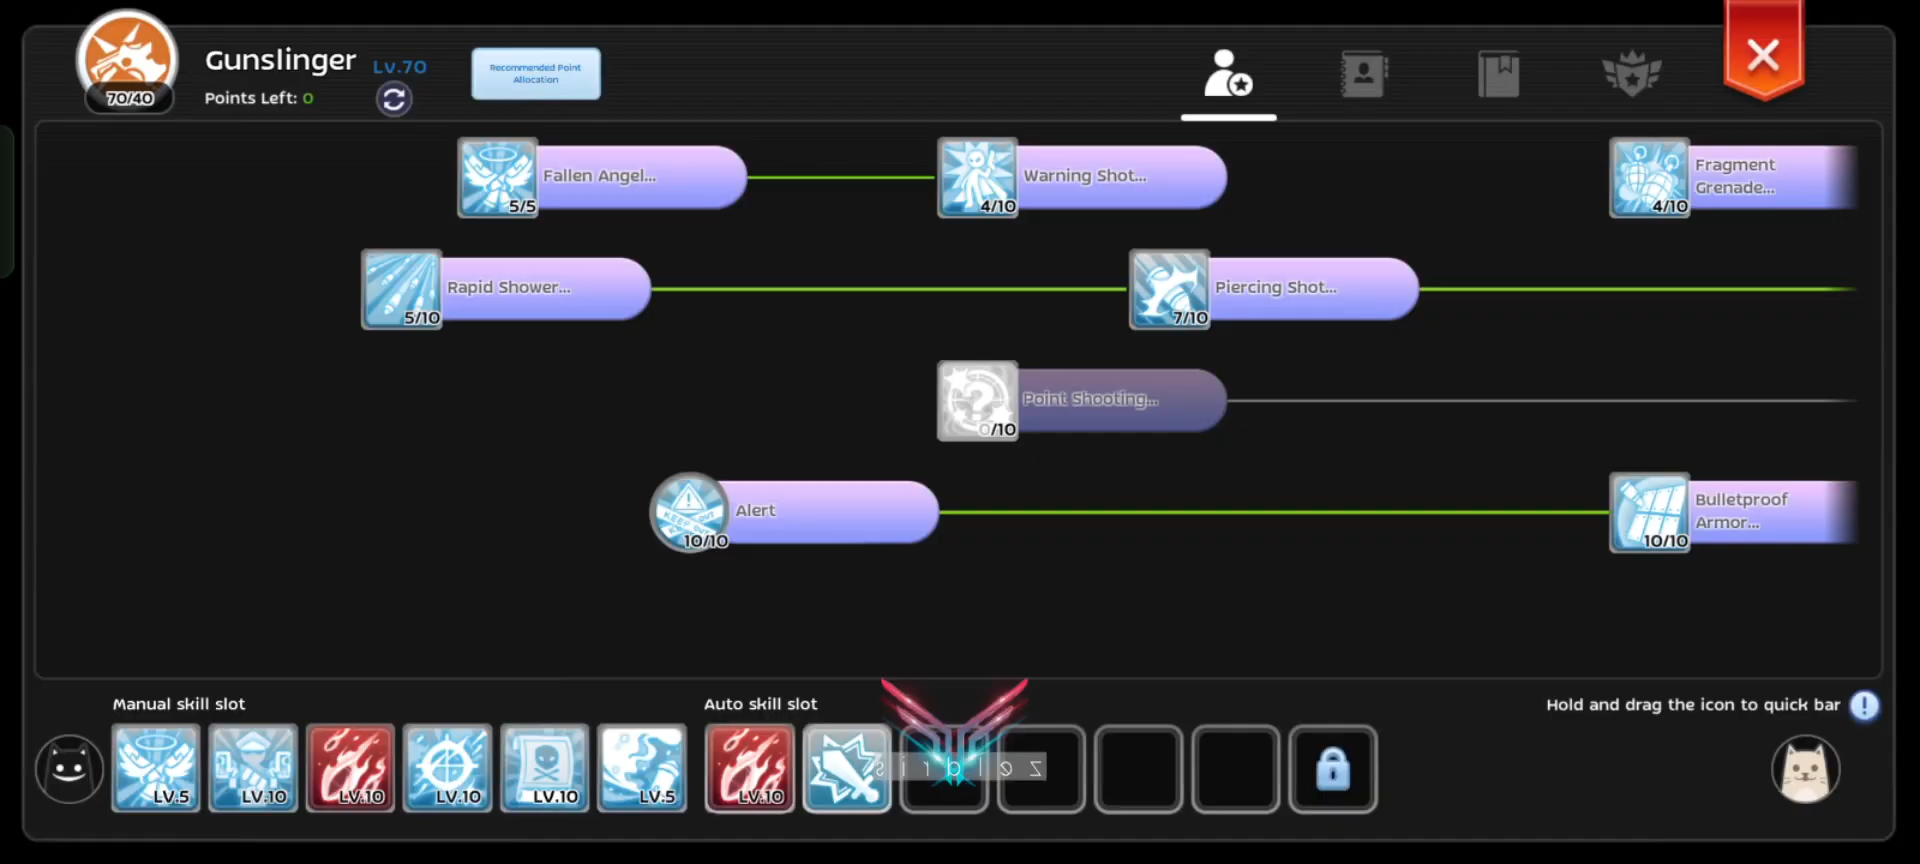 Gunslinger Lv.70
70/40
Points Left: 0
Recommended Point
Allocation
Fallen Angel...
5/5
Warning Shot...
4/10
Fragment
Grenade...
4/10
Rapid Shower...
5/10
Piercing Shot...
7/10
Point Shooting...
0/10
Alert
KEEP OUT
10/10
Bulletproof
Armor...
10/10
Manual skill slot
Auto skill slot
Hold and drag the icon to quick bar
LV.5
LV.10
LV.10
LV.10
LV.10
LV.5
LV.10